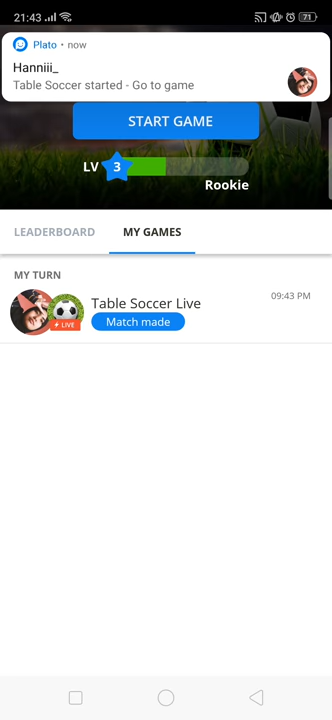 21:43
71
Plato • now
Hanniii_
Table Soccer started - Go to game
START GAME
LV 3
Rookie
LEADERBOARD MY GAMES
MY TURN
Table Soccer Live 09:43 PM
LIVE Match made